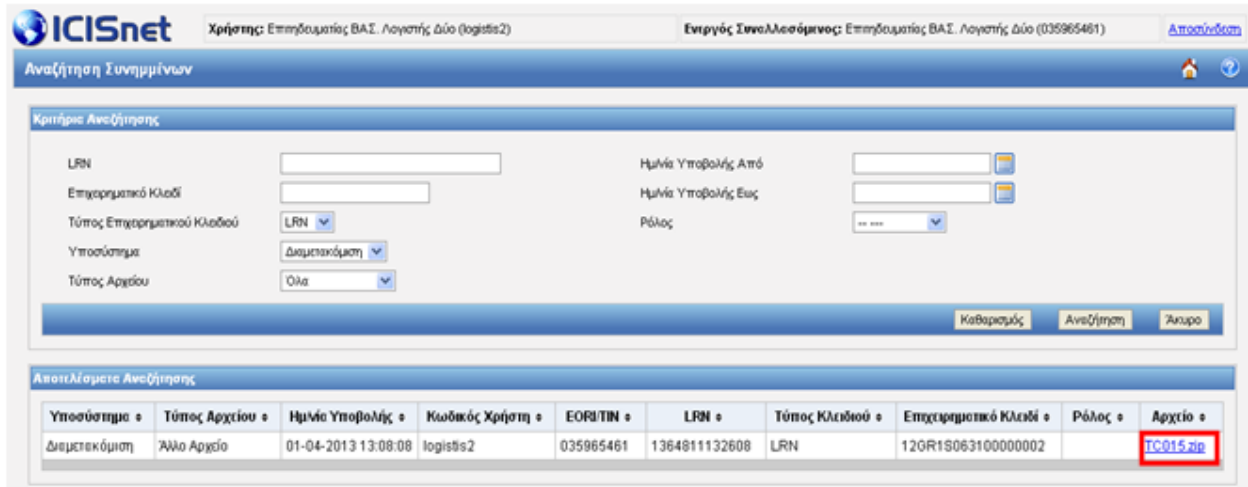 ICISnet Χρήστης: Επιτηδευματίας ΒΑΣ. Λογιστής Δύο (logistis2) Ενεργός Συναλλασόμενος: Επιτηδευματίας ΒΑΣ. Λογιστής Δύο (035965461) Αποσύνδεση
Αναζήτηση Συνημμένων
Κριτήρια Αναζήτησης
LRN Ημ/νία Υποβολής Από
Επιχειρηματικό Κλειδί Ημ/νία Υποβολής Εως
Τύπος Επιχειρηματικού Κλειδιού LRN Ρόλος -- ----
Υποσύστημα Διαμετακόμιση
Τύπος Αρχείου Όλα
Καθαρισμός Αναζήτηση Άκυρο
Αποτελέσματα Αναζήτησης
Υποσύστημα Τύπος Αρχείου Ημ/νία Υποβολής Κωδικός Χρήστη EORI/TIN LRN Τύπος Κλειδιού Επιχειρηματικό Κλειδί Ρόλος Αρχείο
Διαμετακόμιση Άλλο Αρχείο 01-04-2013 13:08:08 logistis2 035965461 1364811132608 LRN 12GR1S063100000002 TC015.zip